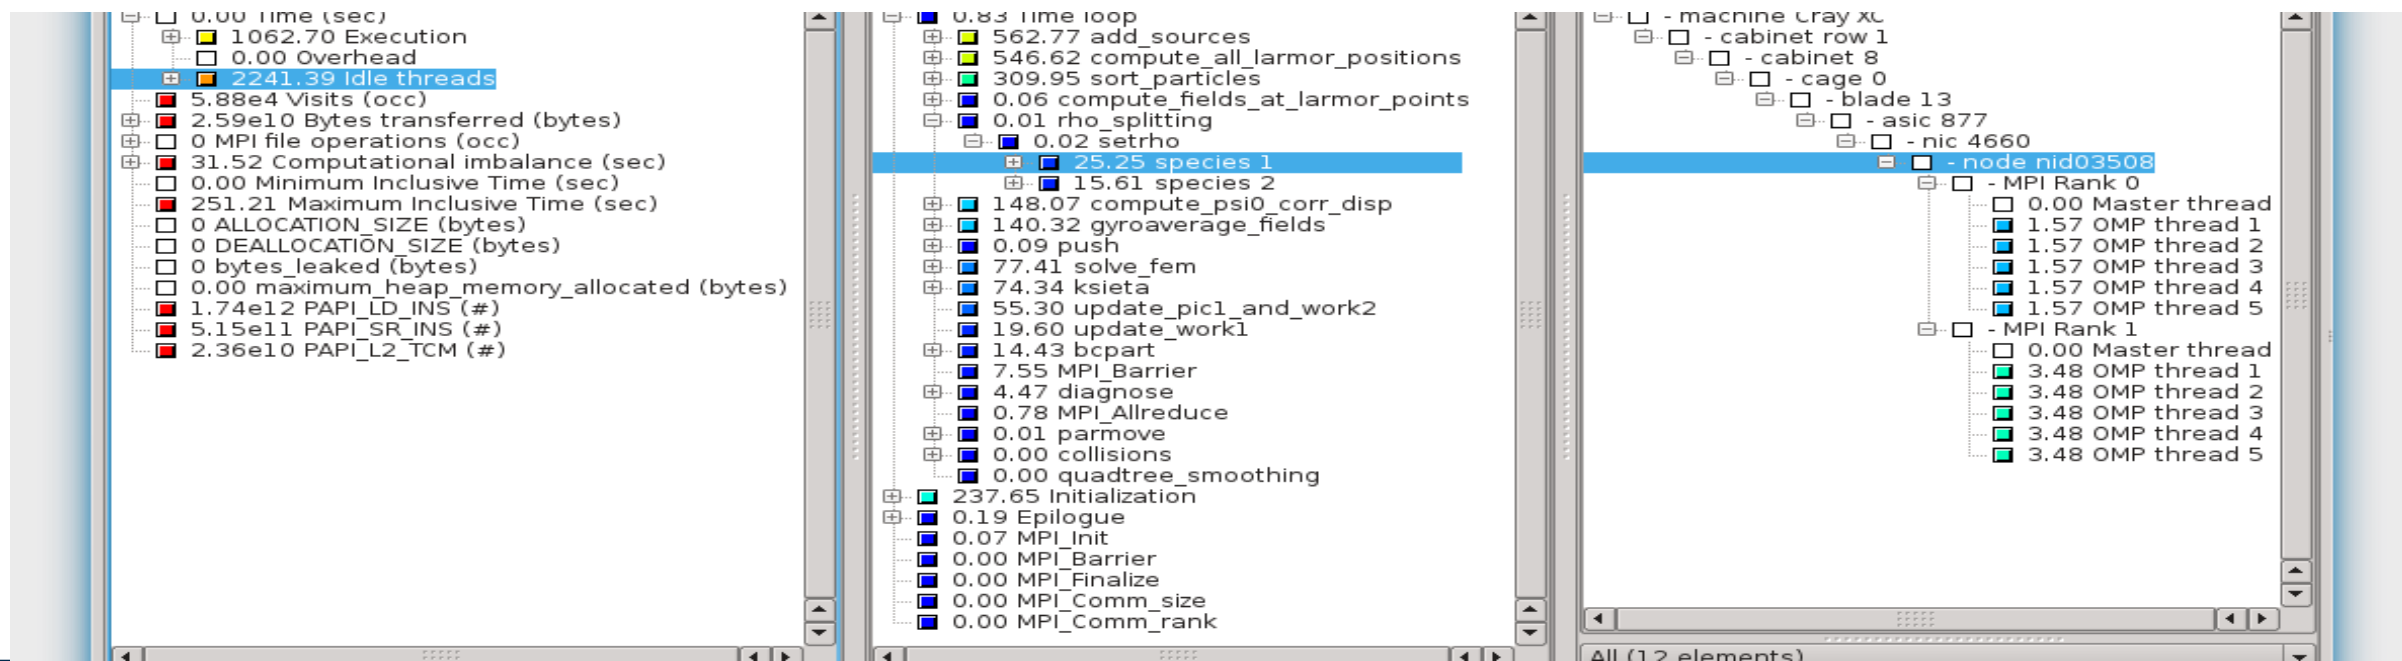 0.00 Time (sec)
1062.70 Execution
0.00 Overhead
2241.39 Idle threads
5.88e4 Visits (occ)
2.59e10 Bytes transferred (bytes)
0 MPI file operations (occ)
31.52 Computational imbalance (sec)
0.00 Minimum Inclusive Time (sec)
251.21 Maximum Inclusive Time (sec)
0 ALLOCATION_SIZE (bytes)
0 DEALLOCATION_SIZE (bytes)
0 bytes_leaked (bytes)
0.00 maximum_heap_memory_allocated (bytes)
1.74e12 PAPI_LD_INS (#)
5.15e11 PAPI_SR_INS (#)
2.36e10 PAPI_L2_TCM (#)
0.83 Time loop
562.77 add_sources
546.62 compute_all_larmor_positions
309.95 sort_particles
0.06 compute_fields_at_larmor_points
0.01 rho_splitting
0.02 setrho
25.25 species 1
15.61 species 2
148.07 compute_psi0_corr_disp
140.32 gyroaverage_fields
0.09 push
77.41 solve_fem
74.34 ksieta
55.30 update_pic1_and_work2
19.60 update_work1
14.43 bcpart
7.55 MPI_Barrier
4.47 diagnose
0.78 MPI_Allreduce
0.01 parmove
0.00 collisions
0.00 quadtree_smoothing
237.65 Initialization
0.19 Epilogue
0.07 MPI_Init
0.00 MPI_Barrier
0.00 MPI_Finalize
0.00 MPI_Comm_size
0.00 MPI_Comm_rank
- machine Cray XC
- cabinet row 1
- cabinet 8
- cage 0
- blade 13
- asic 877
- nic 4660
- node nid03508
- MPI Rank 0
0.00 Master thread
1.57 OMP thread 1
1.57 OMP thread 2
1.57 OMP thread 3
1.57 OMP thread 4
1.57 OMP thread 5
- MPI Rank 1
0.00 Master thread
3.48 OMP thread 1
3.48 OMP thread 2
3.48 OMP thread 3
3.48 OMP thread 4
3.48 OMP thread 5
All (12 elements)